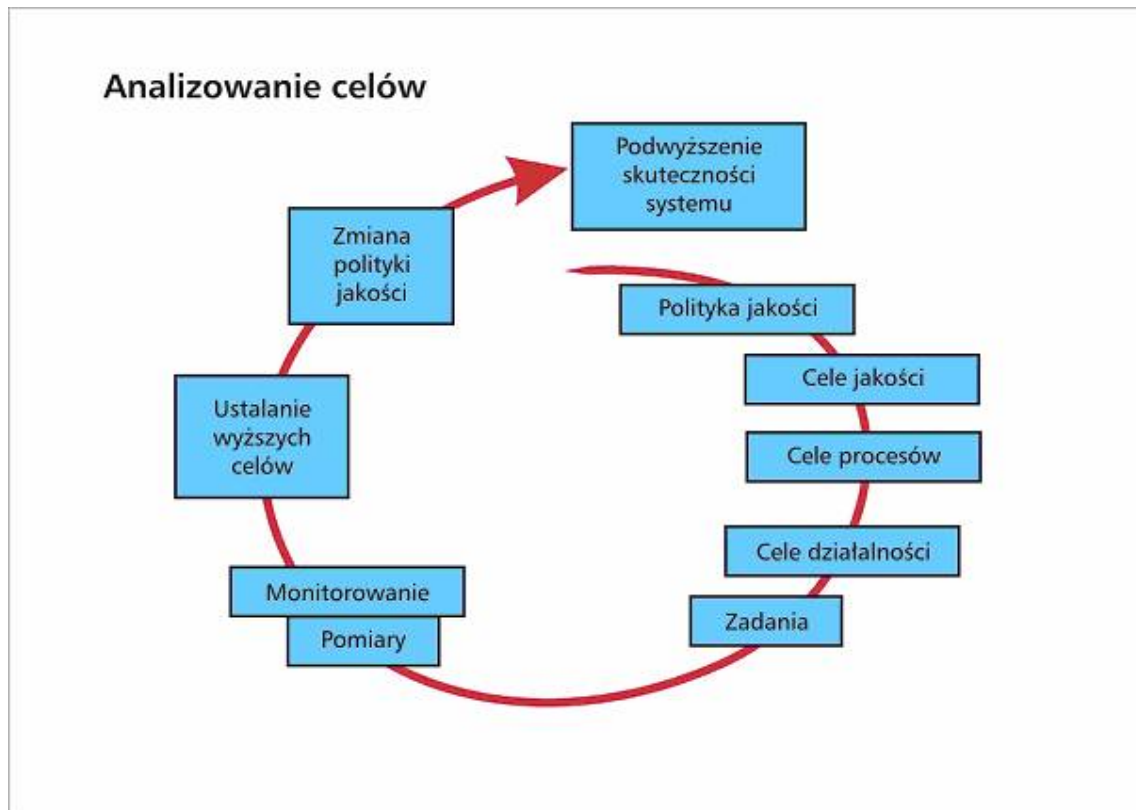 Analizowanie celów
Podwyższenie
skuteczności
systemu
Zmiana
polityki
jakości
Polityka jakości
Cele jakości
Ustalanie
wyższych
celów
Cele procesów
Cele działalności
Monitorowanie
Zadania
Pomiary